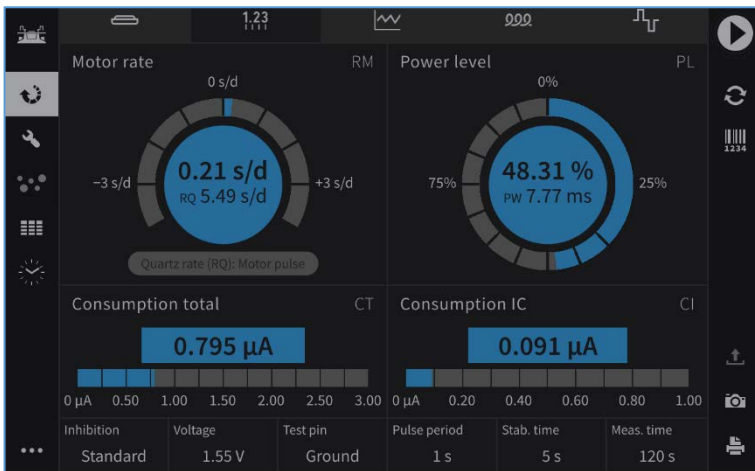 1.23
1234
Motor rate RM
0 s/d
-3 s/d
+3 s/d
0.21 s/d
RQ 5.49 s/d
Quartz rate (RQ): Motor pulse
Power level PL
0%
75%
25%
48.31 %
PW 7.77 ms
Consumption total CT
0.795 µA
0 µA 0.50 1.00 1.50 2.00 2.50 3.00
Consumption IC CI
0.091 µA
0 µA 0.20 0.40 0.60 0.80 1.00
Inhibition Voltage Test pin Pulse period Stab. time Meas. time
Standard 1.55 V Ground 1 s 5 s 120 s